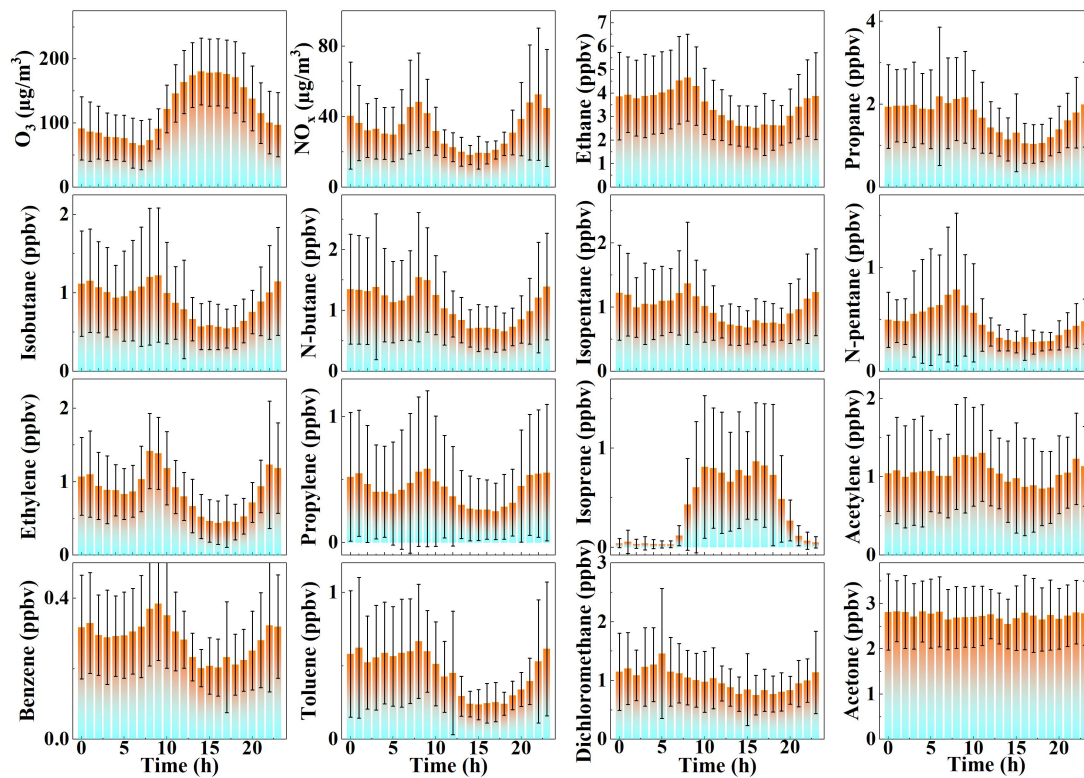 O3 (μg/m3)
250
200
100
0
NOx (μg/m3)
80
40
0
Ethane (ppbv)
7
6
5
4
3
2
1
0
Propane (ppbv)
4
2
0
Isobutane (ppbv)
2
1
0
N-butane (ppbv)
2
1
0
Isopentane (ppbv)
2
1
0
N-pentane (ppbv)
1
0
Ethylene (ppbv)
2
1
0
Propylene (ppbv)
1
0
Isoprene (ppbv)
1
0
Acetylene (ppbv)
2
1
0
Benzene (ppbv)
0.4
0.0
0 5 10 15 20
Time (h)
Toluene (ppbv)
1
0
0 5 10 15 20
Time (h)
Dichloromethane (ppbv)
3
2
1
0
0 5 10 15 20
Time (h)
Acetone (ppbv)
3
2
1
0
0 5 10 15 20
Time (h)